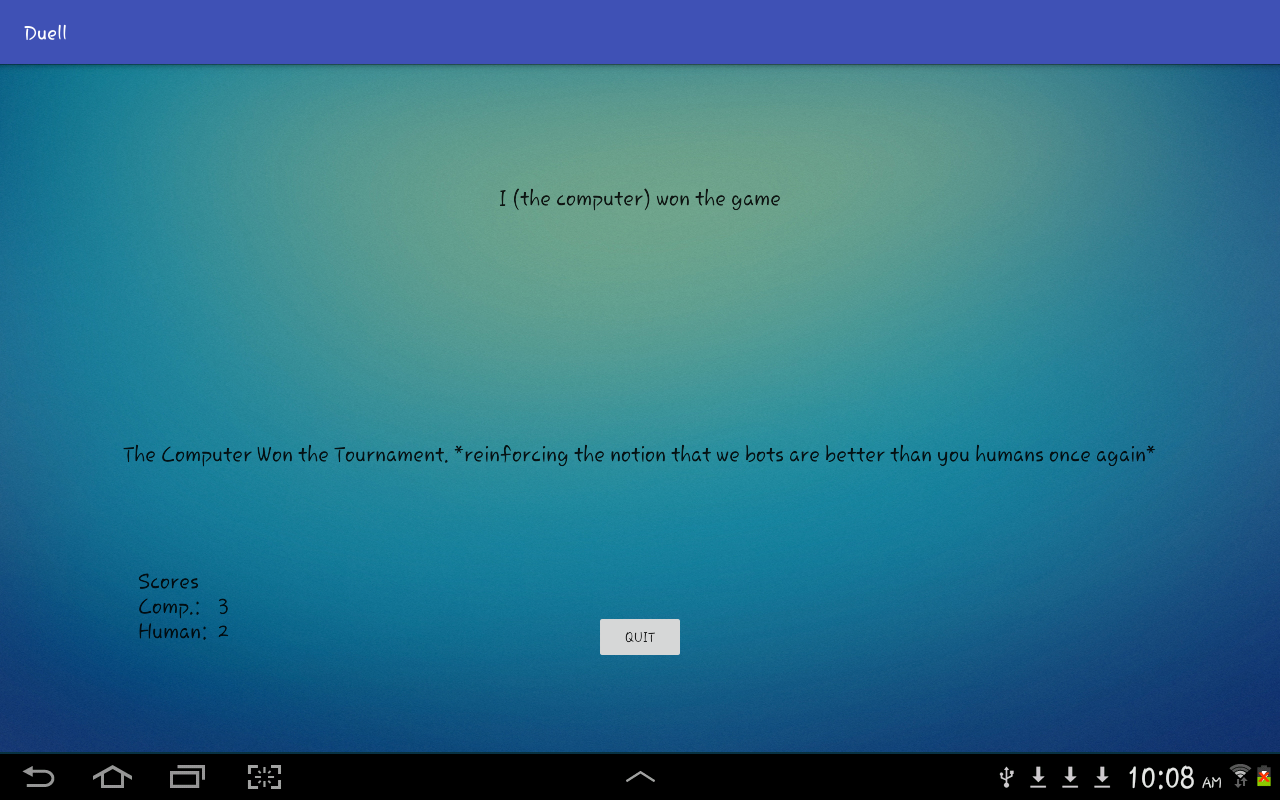 Duell
I (the computer) won the game
The Computer Won the Tournament. *reinforcing the notion that we bots are better than you humans once again*
Scores
Comp.: 3
Human: 2
QUIT
10:08 AM